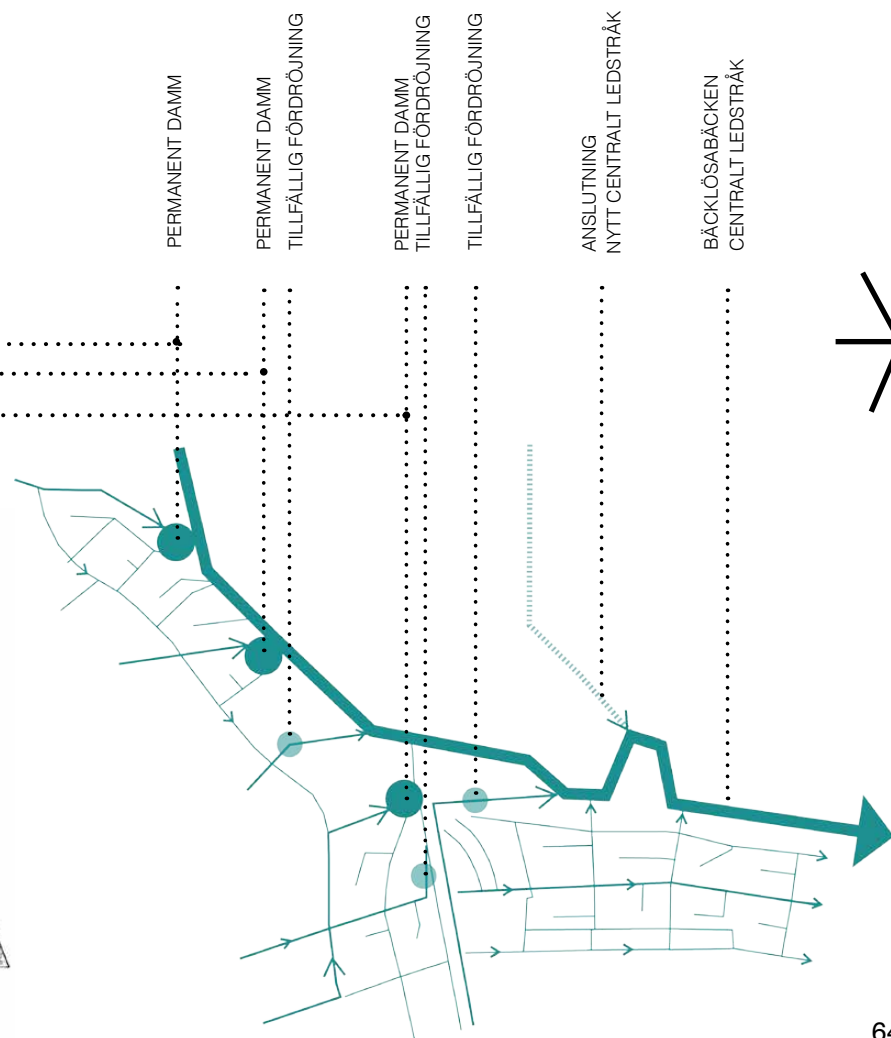 PERMANENT DAMM
PERMANENT DAMM
TILLFÄLLIG FÖRDRÖJNING
PERMANENT DAMM
TILLFÄLLIG FÖRDRÖJNING
TILLFÄLLIG FÖRDRÖJNING
ANSLUTNING
NYTT CENTRALT LEDSTRÅK
BÄCKLÖSABÄCKEN
CENTRALT LEDSTRÅK
64